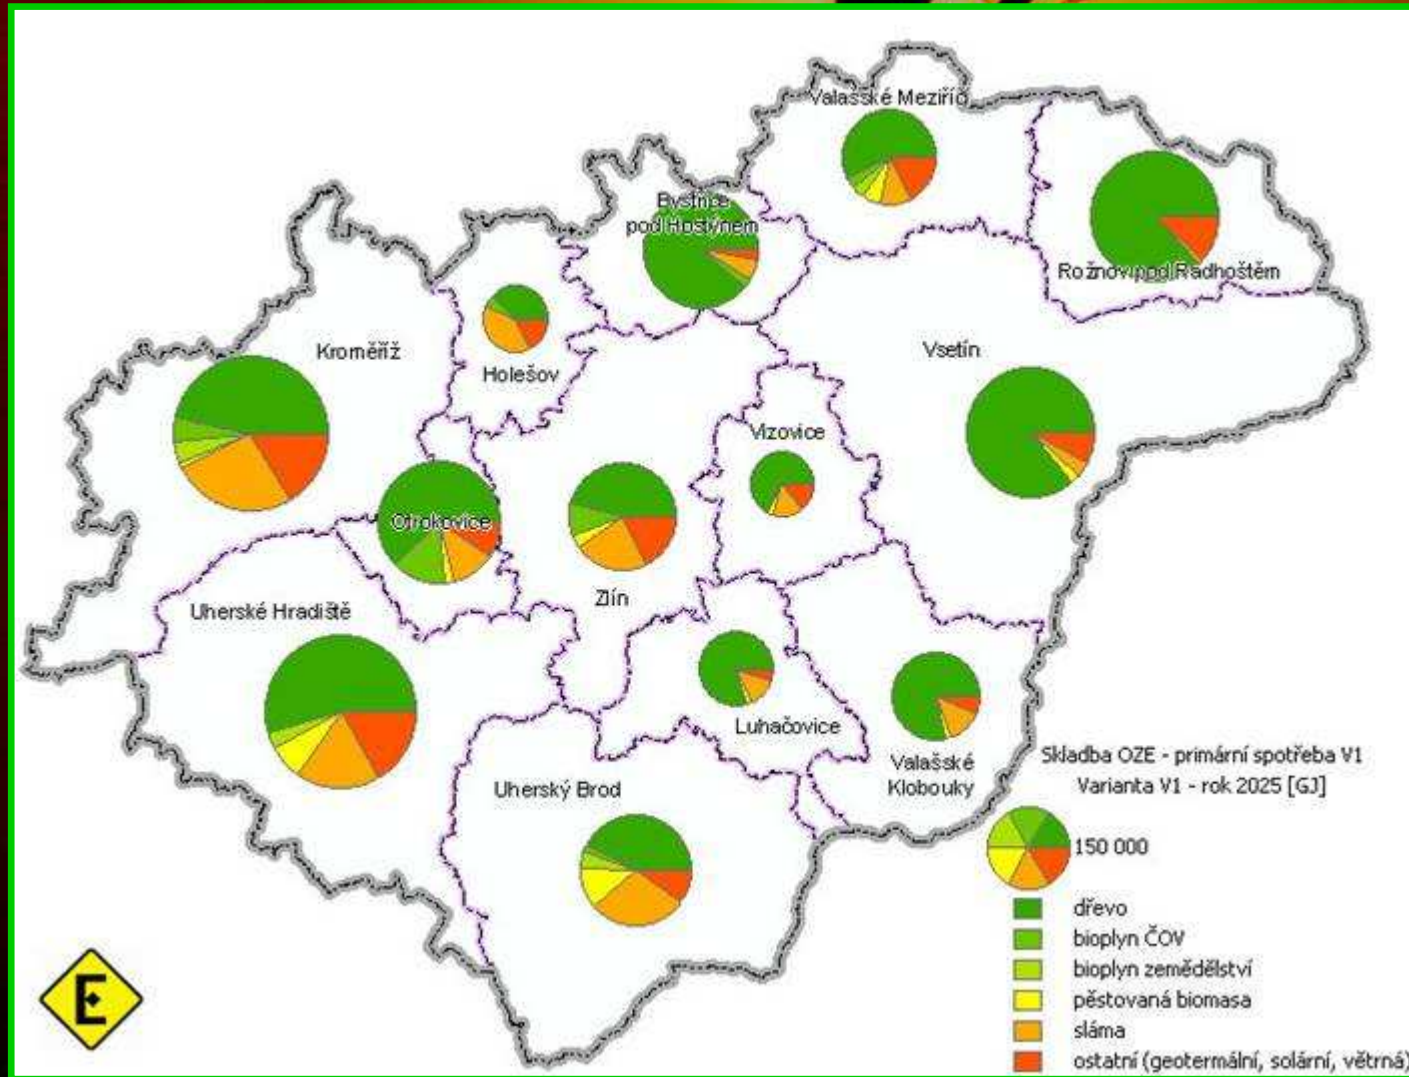 Valašské Meziříčí
Bystřice
pod Hostýnem
Rožnov pod Radhoštěm
Kroměříž
Holešov
Vsetín
Vizovice
Otrokovice
Zlín
Uherské Hradiště
Luhačovice
Valašské
Klobouky
Uherský Brod
Skladba OZE - primární spotřeba V1
Varianta V1 - rok 2025 [GJ]
150 000
dřevo
bioplyn ČOV
bioplyn zemědělství
pěstovaná biomasa
sláma
ostatní (geotermální, solární, větrná)
E